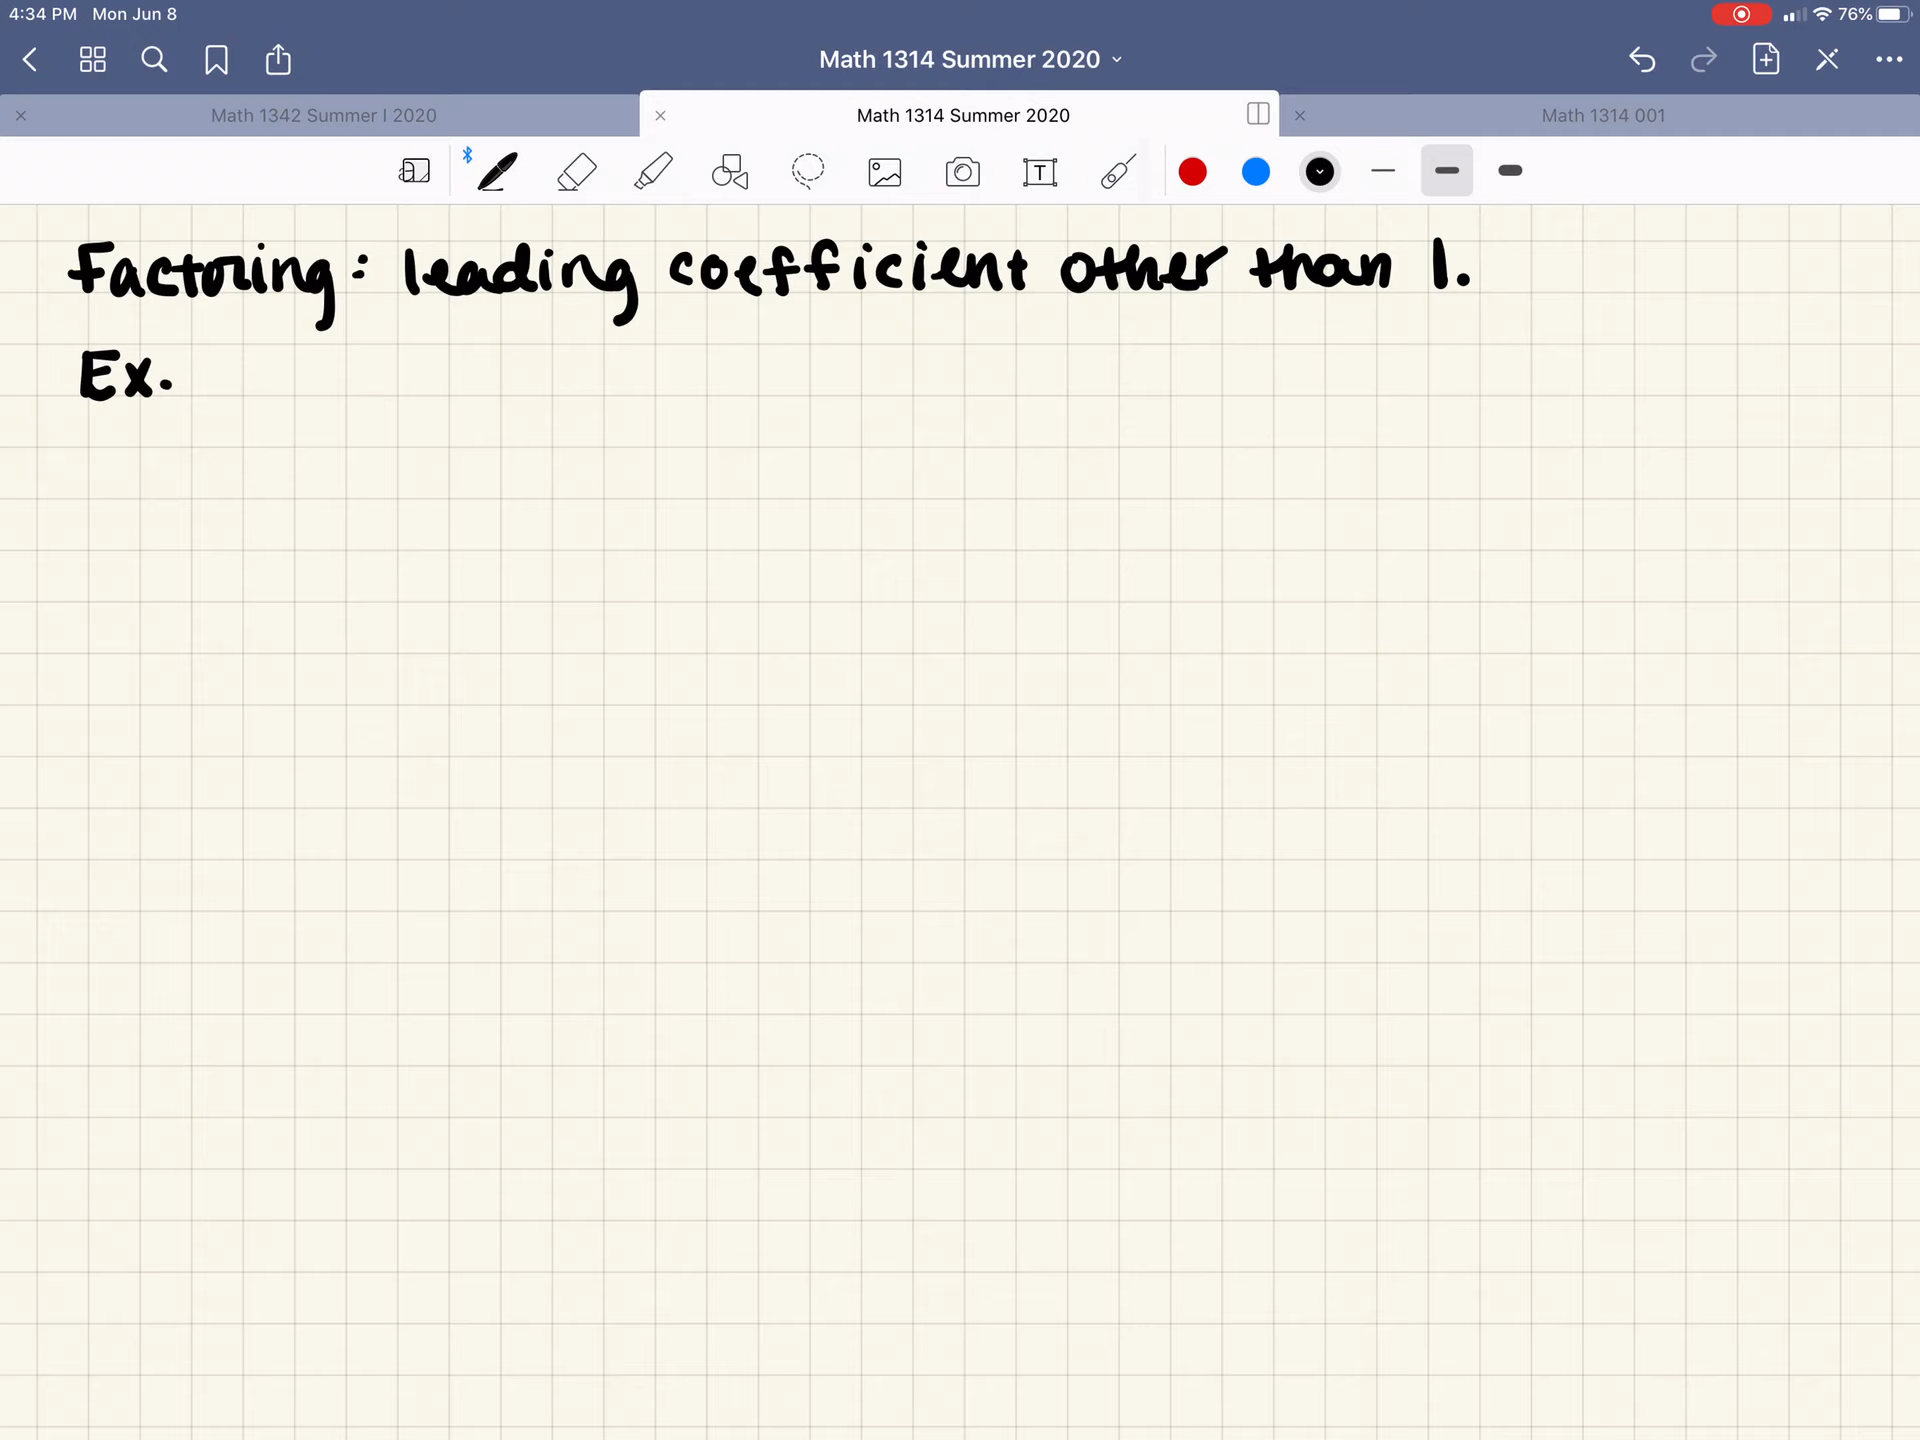 4:34 PM Mon Jun 8 76%
Math 1314 Summer 2020
Math 1342 Summer I 2020 Math 1314 Summer 2020 Math 1314 001
Factoring: leading coefficient other than 1.
Ex.